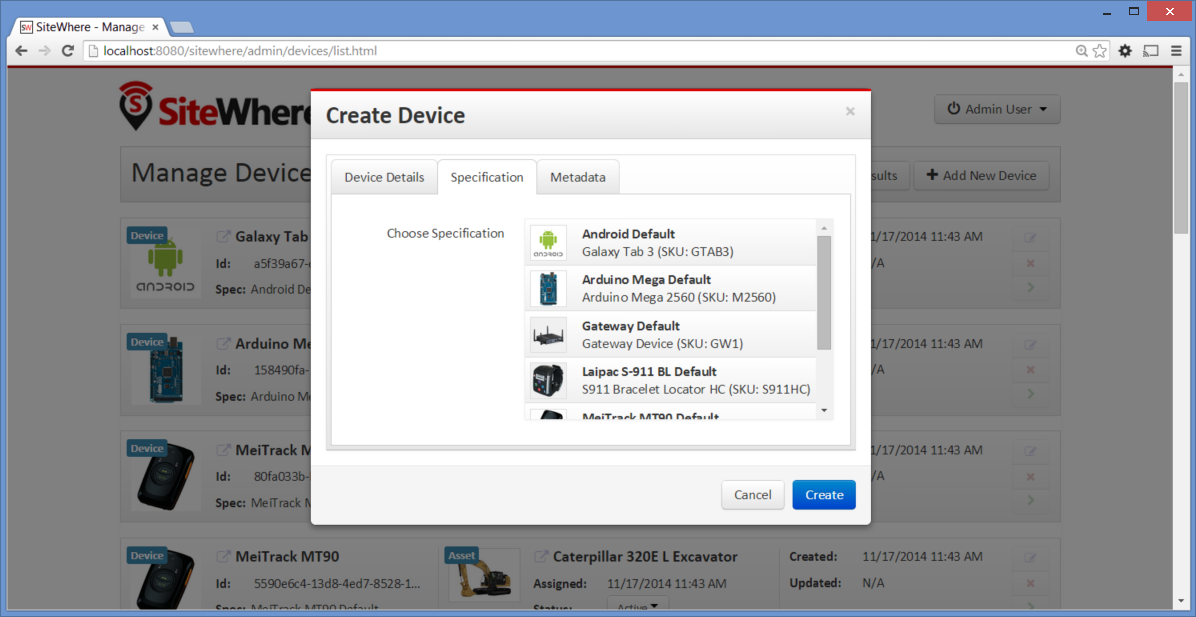 SiteWhere - Manage
localhost:8080/sitewhere/admin/devices/list.html
SiteWhere
Admin User
Manage Device
sults
Add New Device
Create Device
Device Details
Specification
Metadata
Choose Specification
Android Default
Galaxy Tab 3 (SKU: GTAB3)
Arduino Mega Default
Arduino Mega 2560 (SKU: M2560)
Gateway Default
Gateway Device (SKU: GW1)
Laipac S-911 BL Default
S911 Bracelet Locator HC (SKU: S911HC)
MeiTrack MT90 Default
Cancel
Create
Device
ANDROID
Galaxy Tab
Id: a5f39a67-
Spec: Android De
1/17/2014 11:43 AM
/A
Device
Arduino Me
Id: 158490fa-
Spec: Arduino M
1/17/2014 11:43 AM
/A
Device
MeiTrack M
Id: 80fa033b-
Spec: MeiTrack M
1/17/2014 11:43 AM
/A
Device
MeiTrack MT90
Id: 5590e6c4-13d8-4ed7-8528-1...
Spec: MeiTrack MT90 Default
Asset
Caterpillar 320E L Excavator
Assigned: 11/17/2014 11:43 AM
Status: Active
Created: 11/17/2014 11:43 AM
Updated: N/A